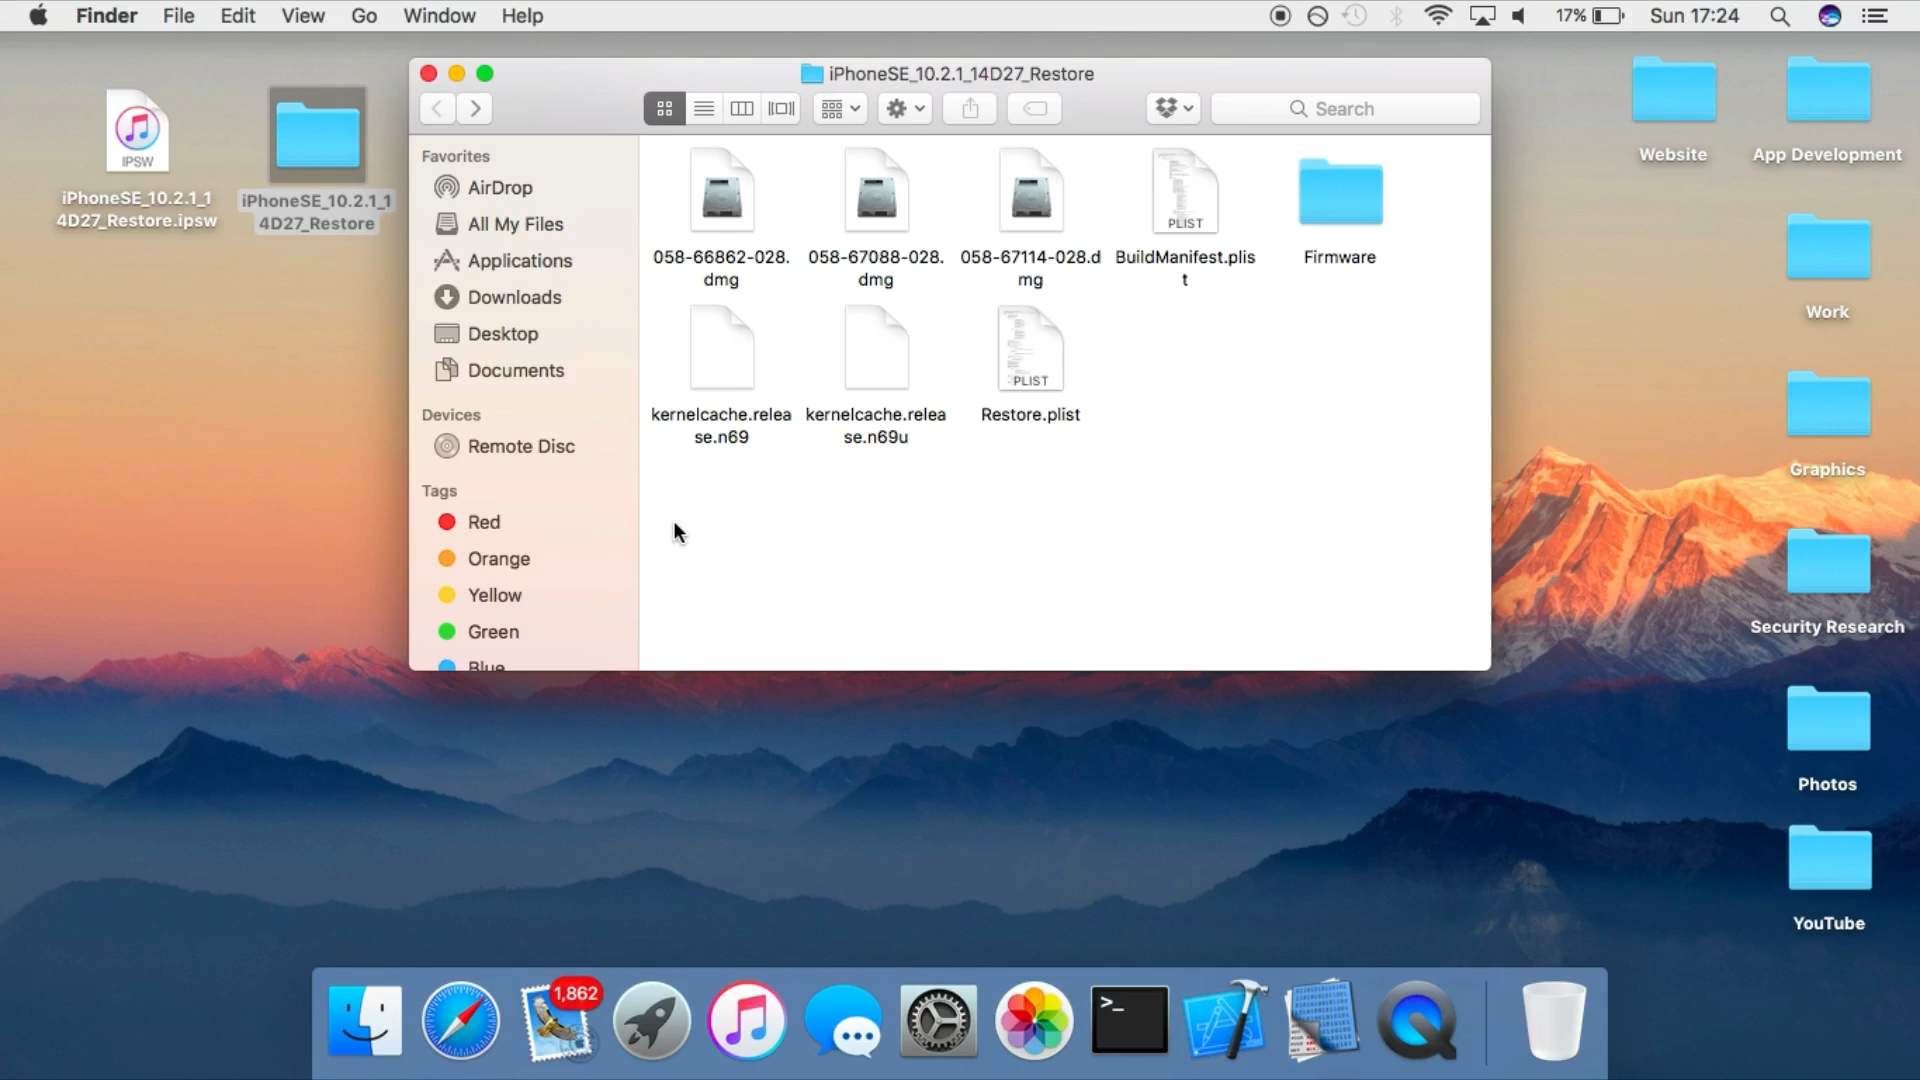 Finder File Edit View Go Window Help 17% Sun 17:24
iPhoneSE_10.2.1_14D27_Restore
Search
IPSW
iPhoneSE_10.2.1_1
4D27_Restore.ipsw
iPhoneSE_10.2.1_1
4D27_Restore
Favorites
AirDrop
All My Files
Applications
Downloads
Desktop
Documents
Devices
Remote Disc
Tags
Red
Orange
Yellow
Green
Blue
058-66862-028.
dmg
058-67088-028.
dmg
058-67114-028.d
mg
PLIST
BuildManifest.plis
t
Firmware
kernelcache.relea
se.n69
kernelcache.relea
se.n69u
PLIST
Restore.plist
Website
App Development
Work
Graphics
Security Research
Photos
YouTube
1,862
>_